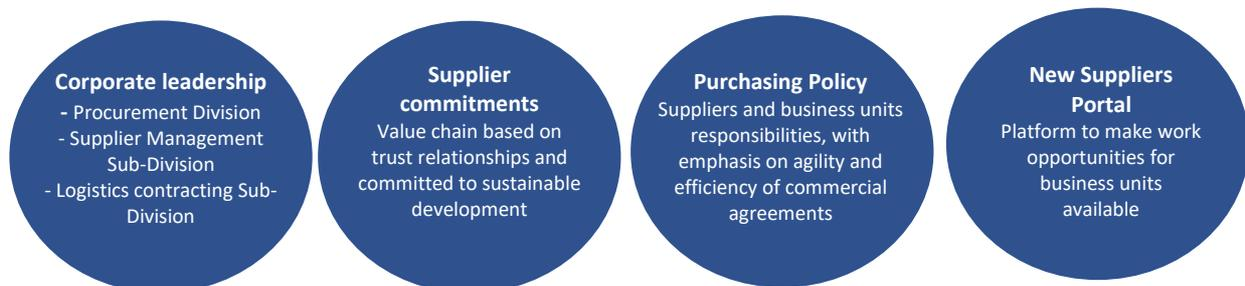 Corporate leadership
- Procurement Division
- Supplier Management
Sub-Division
- Logistics contracting Sub-
Division
Supplier
commitments
Value chain based on
trust relationships and
committed to sustainable
development
Purchasing Policy
Suppliers and business units
responsibilities, with
emphasis on agility and
efficiency of commercial
agreements
New Suppliers
Portal
Platform to make work
opportunities for
business units
available